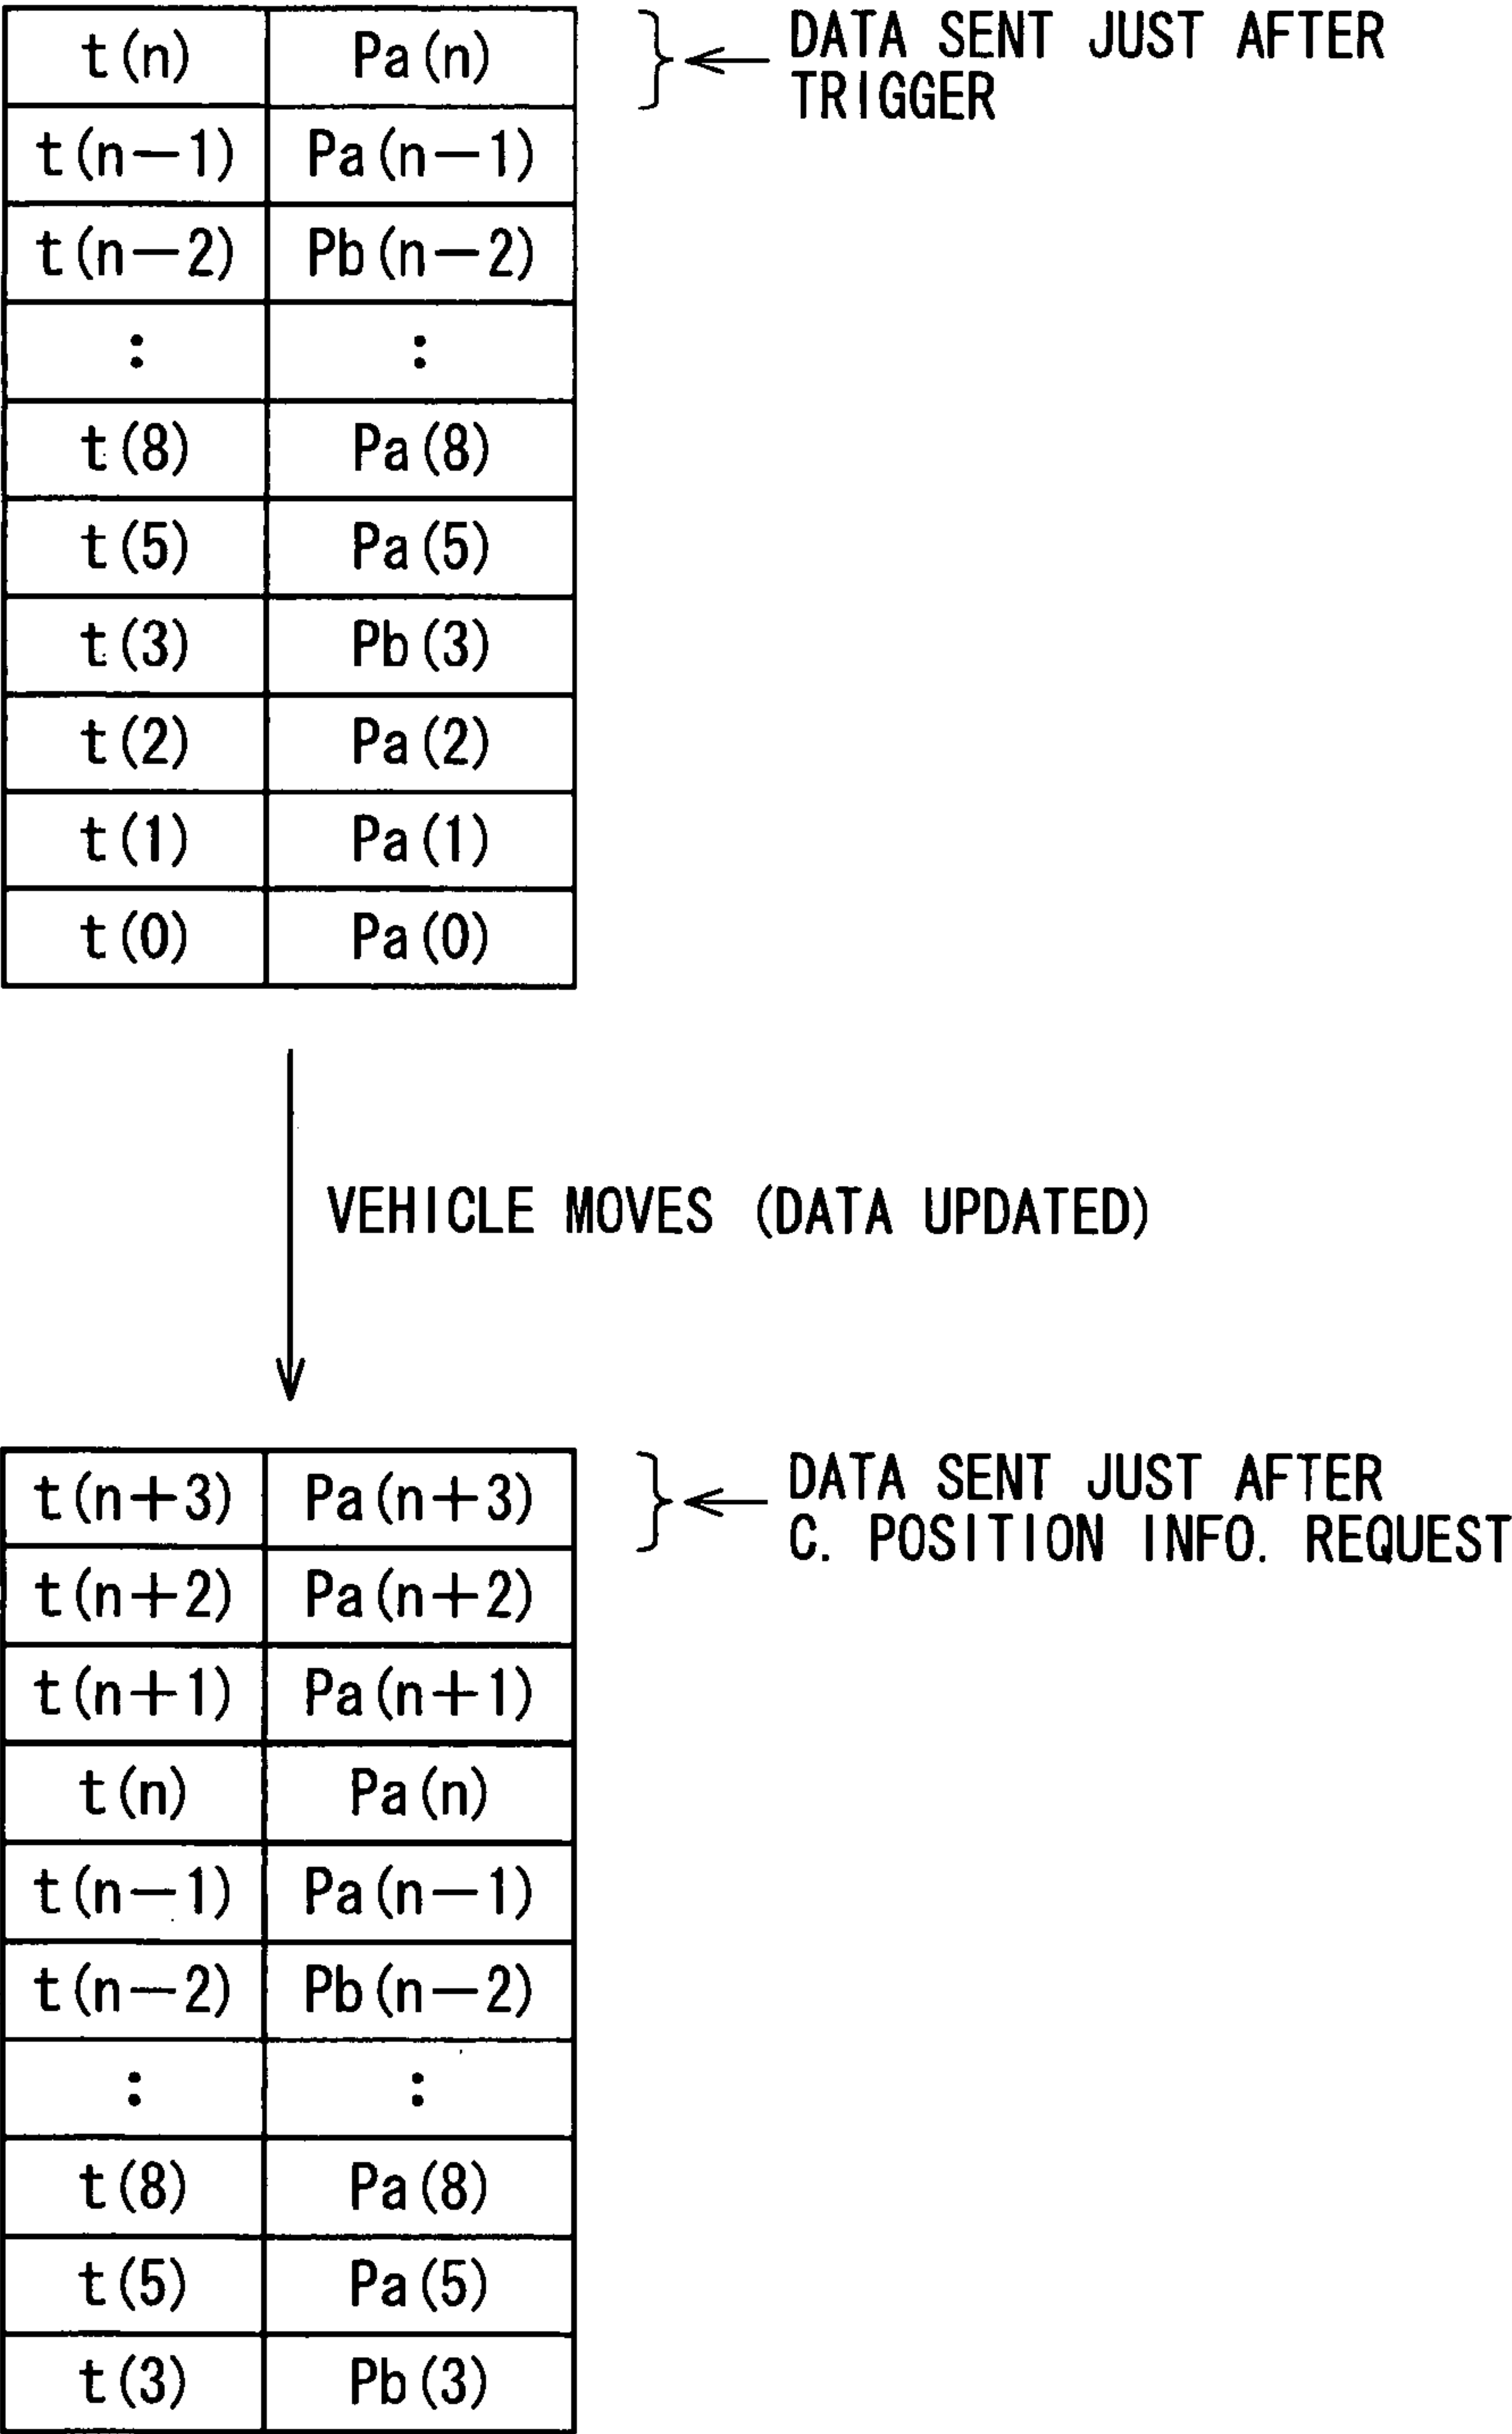 t(n) Pa(n) DATA SENT JUST AFTER
TRIGGER
t(n−1) Pa(n−1)
t(n−2) Pb(n−2)
: :
t(8) Pa(8)
t(5) Pa(5)
t(3) Pb(3)
t(2) Pa(2)
t(1) Pa(1)
t(0) Pa(0)
VEHICLE MOVES (DATA UPDATED)
t(n+3) Pa(n+3) DATA SENT JUST AFTER
C. POSITION INFO. REQUEST
t(n+2) Pa(n+2)
t(n+1) Pa(n+1)
t(n) Pa(n)
t(n−1) Pa(n−1)
t(n−2) Pb(n−2)
: :
t(8) Pa(8)
t(5) Pa(5)
t(3) Pb(3)